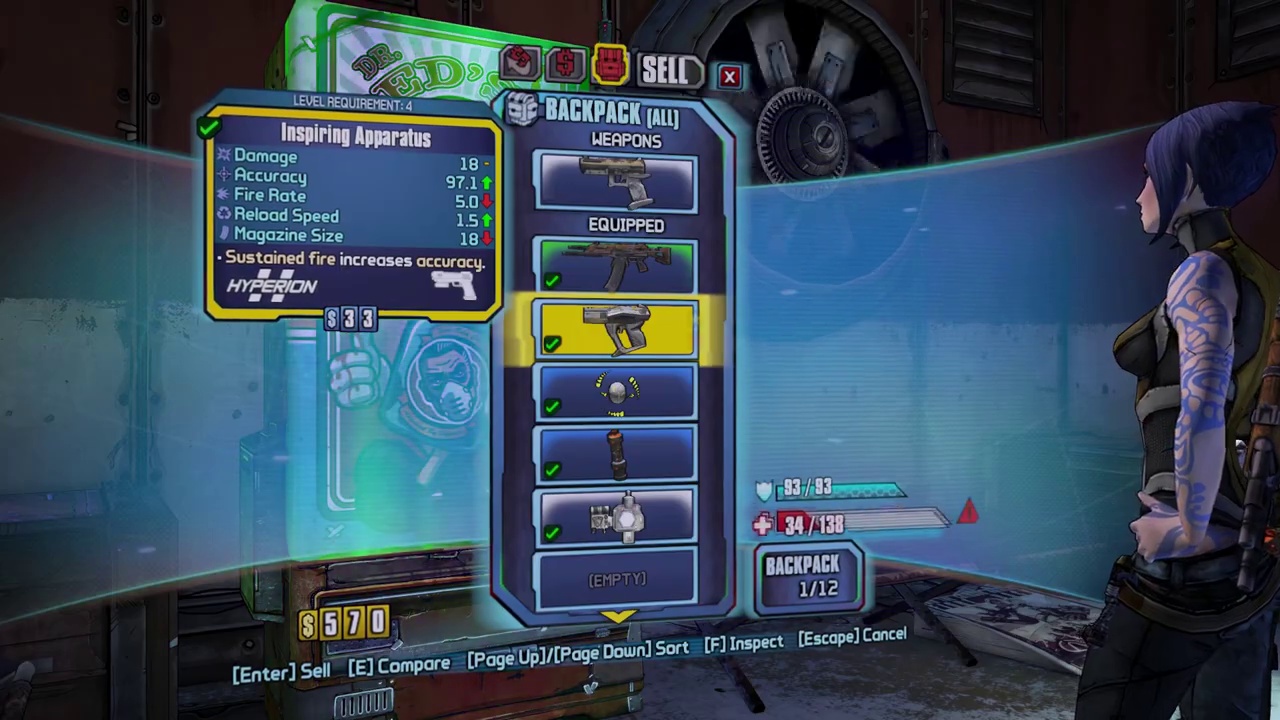 DR.
ED'S
SELL
X
LEVEL REQUIREMENT: 4
Inspiring Apparatus
Damage 18 -
Accuracy 97.1
Fire Rate 5.0
Reload Speed 1.5
Magazine Size 18
• Sustained fire increases accuracy.
HYPERION
$33
BACKPACK (ALL)
WEAPONS
EQUIPPED
(EMPTY)
93/93
34/138
BACKPACK
1/12
$570
[Enter] Sell [E] Compare [Page Up]/[Page Down] Sort [F] Inspect [Escape] Cancel